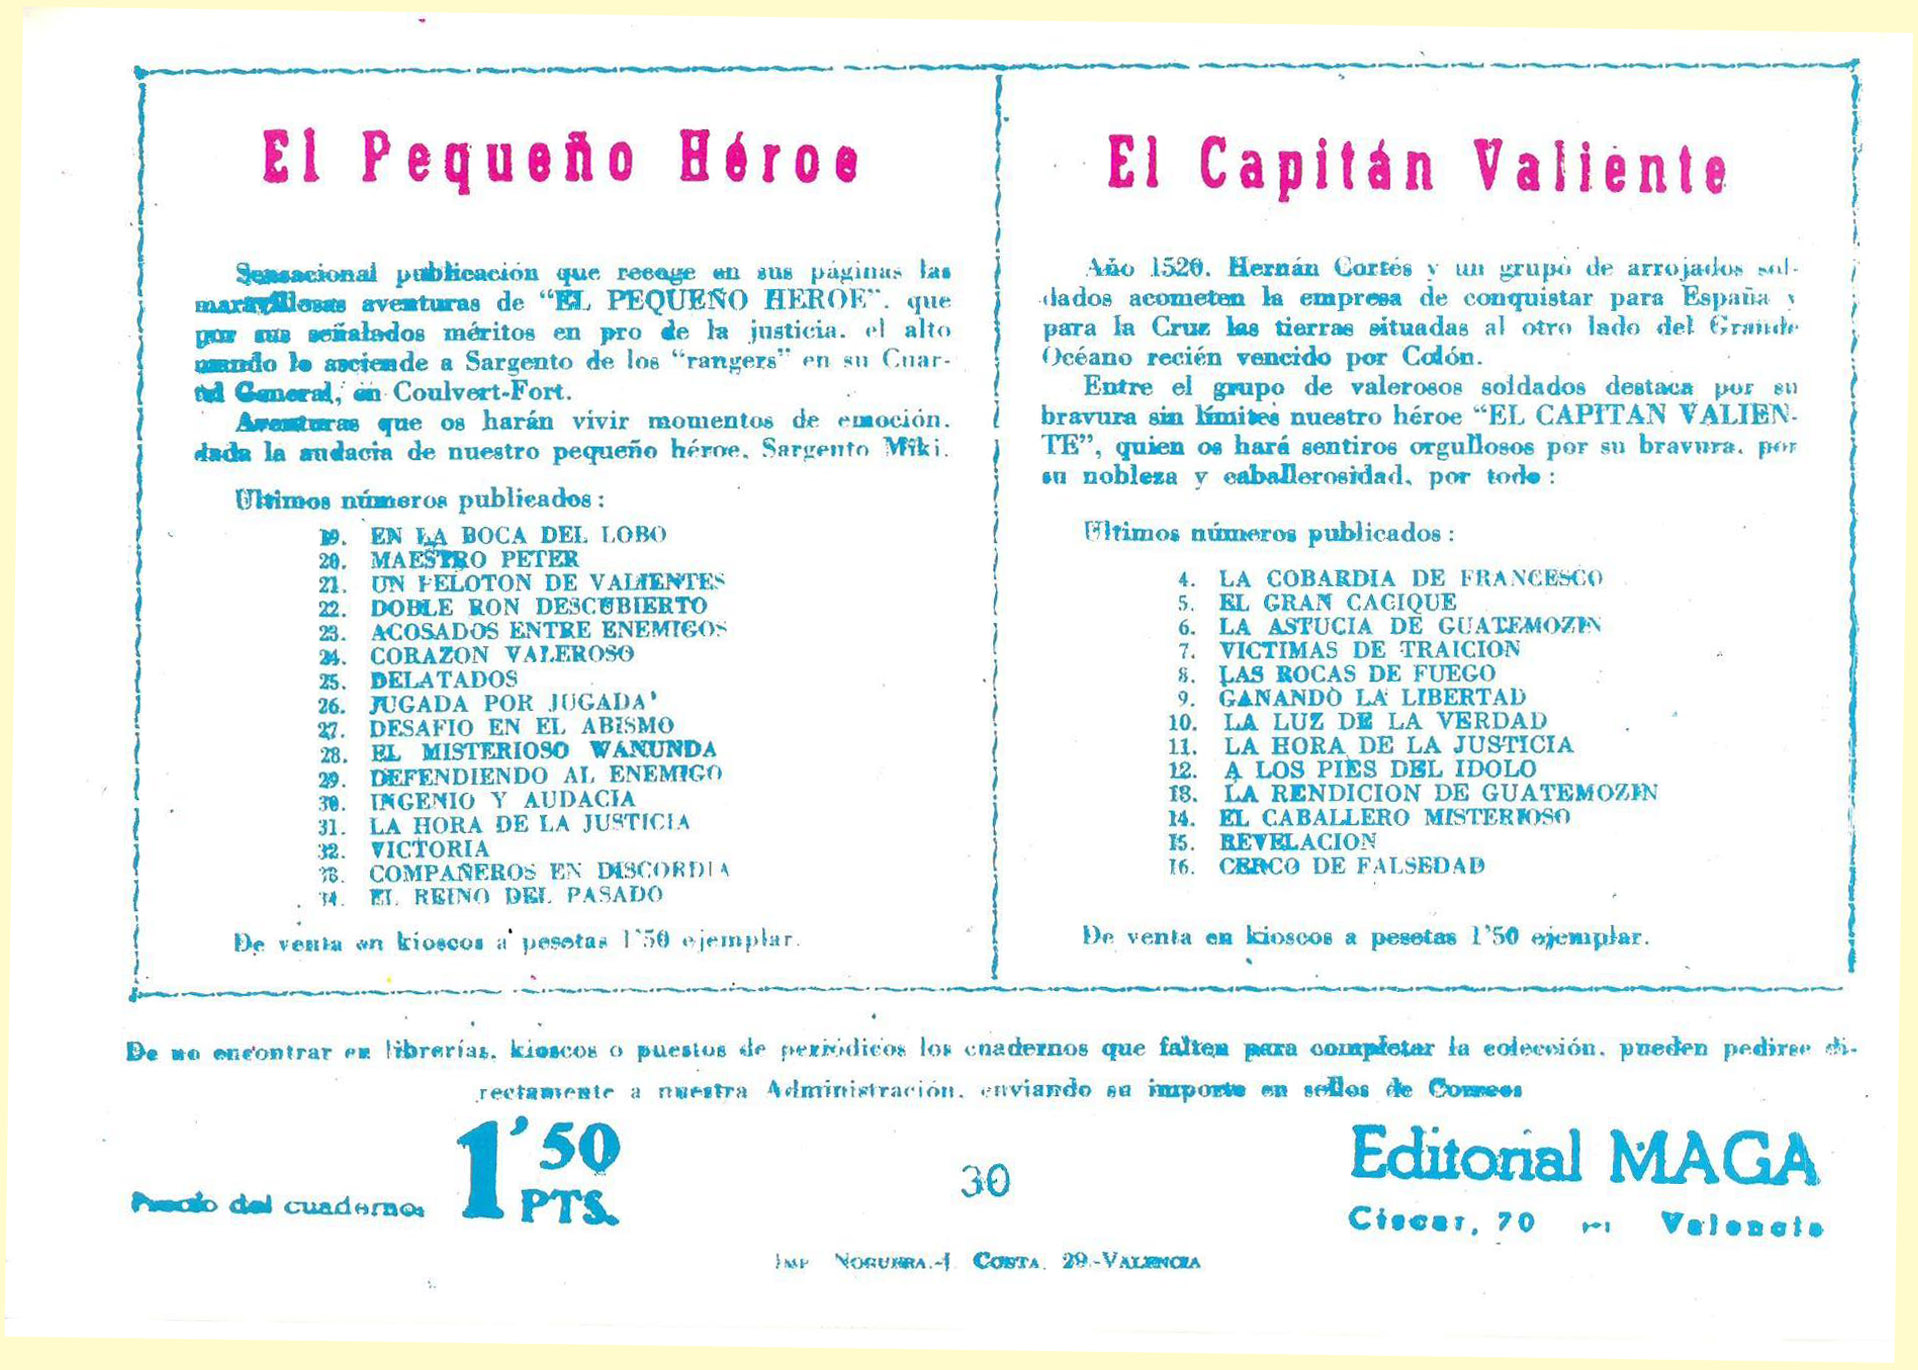 El Pequeño Héroe
Sensacional publicación que recoge en sus páginas las
maravillosas aventuras de "EL PEQUEÑO HEROE". que
por sus señalados méritos en pro de la justicia. el alto
mando lo asciende a Sargento de los "rangers" en su Cuar-
tel General, en Coulvert-Fort.
Aventuras que os harán vivir momentos de emoción.
dada la audacia de nuestro pequeño héroe. Sargento Miki.
Ultimos números publicados :
19. EN LA BOCA DEL LOBO
20. MAESTRO PETER
21. UN PELOTON DE VALIENTES
22. DOBLE RON DESCUBIERTO
23. ACOSADOS ENTRE ENEMIGOS
24. CORAZON VALEROSO
25. DELATADOS
26. JUGADA POR JUGADA
27. DESAFIO EN EL ABISMO
28. EL MISTERIOSO WANUNDA
29. DEFENDIENDO AL ENEMIGO
30. INGENIO Y AUDACIA
31. LA HORA DE LA JUSTICIA
32. VICTORIA
33. COMPAÑEROS EN DISCORDIA
34. EL REINO DEL PASADO
De venta en kioscos a pesetas 1'50 ejemplar.
El Capitán Valiente
Año 1520. Hernán Cortés y un grupo de arrojados sol-
dados acometen la empresa de conquistar para España y
para la Cruz las tierras situadas al otro lado del Grande
Océano recién vencido por Colón.
Entre el grupo de valerosos soldados destaca por su
bravura sin límites nuestro héroe "EL CAPITAN VALIEN-
TE", quien os hará sentiros orgullosos por su bravura. por
su nobleza y caballerosidad. por todo :
Ultimos números publicados :
4. LA COBARDIA DE FRANCESCO
5. EL GRAN CACIQUE
6. LA ASTUCIA DE GUATEMOZIN
7. VICTIMAS DE TRAICION
8. LAS ROCAS DE FUEGO
9. GANANDO LA LIBERTAD
10. LA LUZ DE LA VERDAD
11. LA HORA DE LA JUSTICIA
12. A LOS PIES DEL IDOLO
13. LA RENDICION DE GUATEMOZIN
14. EL CABALLERO MISTERIOSO
15. REVELACION
16. CERCO DE FALSEDAD
De venta en kioscos a pesetas 1'50 ejemplar.
De no encontrar en librerías. kioscos o puestos de periódicos los cuadernos que falten para completar la colección. pueden pedirse di-
rectamente a nuestra Administración. enviando su importe en sellos de Correos
Precio del cuaderno: 1'50 PTS.
30
Editorial MAGA
Ciscar, 70 - Valencia
IMP NOGUERA.-J. COSTA. 29.-VALENCIA